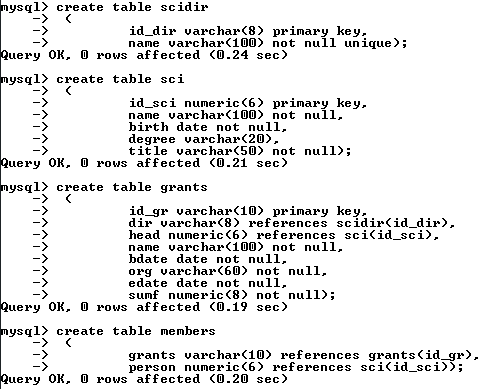 mysql> create table scidir
    -> (
    ->         id_dir varchar(8) primary key,
    ->         name varchar(100) not null unique);
Query OK, 0 rows affected (0.24 sec)

mysql> create table sci
    -> (
    ->         id_sci numeric(6) primary key,
    ->         name varchar(100) not null,
    ->         birth date not null,
    ->         degree varchar(20),
    ->         title varchar(50) not null);
Query OK, 0 rows affected (0.21 sec)

mysql> create table grants
    -> (
    ->         id_gr varchar(10) primary key,
    ->         dir varchar(8) references scidir(id_dir),
    ->         head numeric(6) references sci(id_sci),
    ->         name varchar(100) not null,
    ->         bdate date not null,
    ->         org varchar(60) not null,
    ->         edate date not null,
    ->         sumf numeric(8) not null);
Query OK, 0 rows affected (0.19 sec)

mysql> create table members
    -> (
    ->         grants varchar(10) references grants(id_gr),
    ->         person numeric(6) references sci(id_sci));
Query OK, 0 rows affected (0.20 sec)